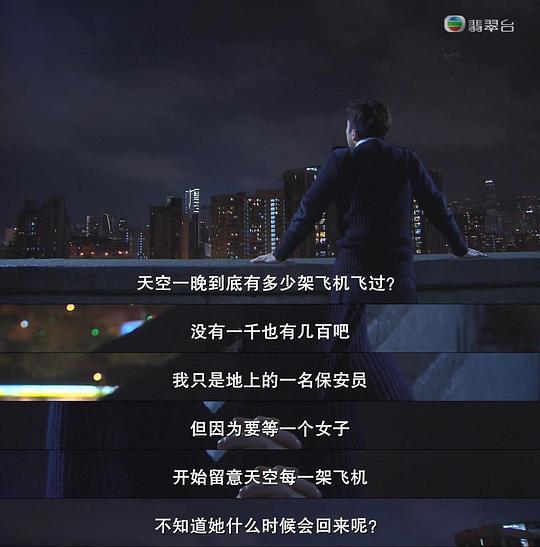 翡翠台
天空一晚到底有多少架飞机飞过?
没有一千也有几百吧
我只是地上的一名保安员
但因为要等一个女子
开始留意天空每一架飞机
不知道她什么时候会回来呢?